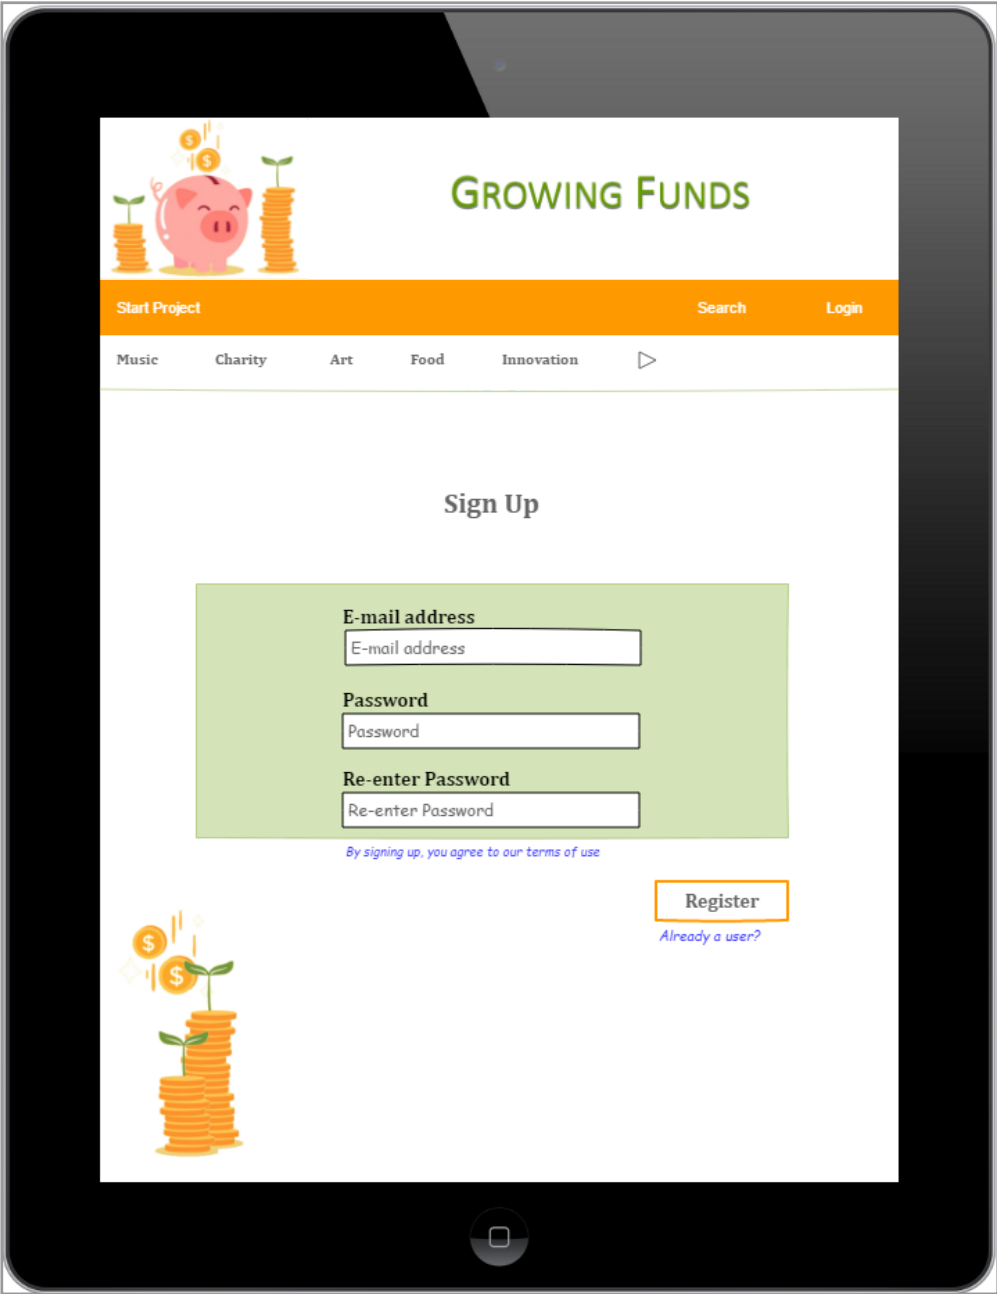 GROWING FUNDS
Start Project Search Login
Music Charity Art Food Innovation
Sign Up
E-mail address
E-mail address
Password
Password
Re-enter Password
Re-enter Password
By signing up, you agree to our terms of use
Register
Already a user?
$
$
$
$